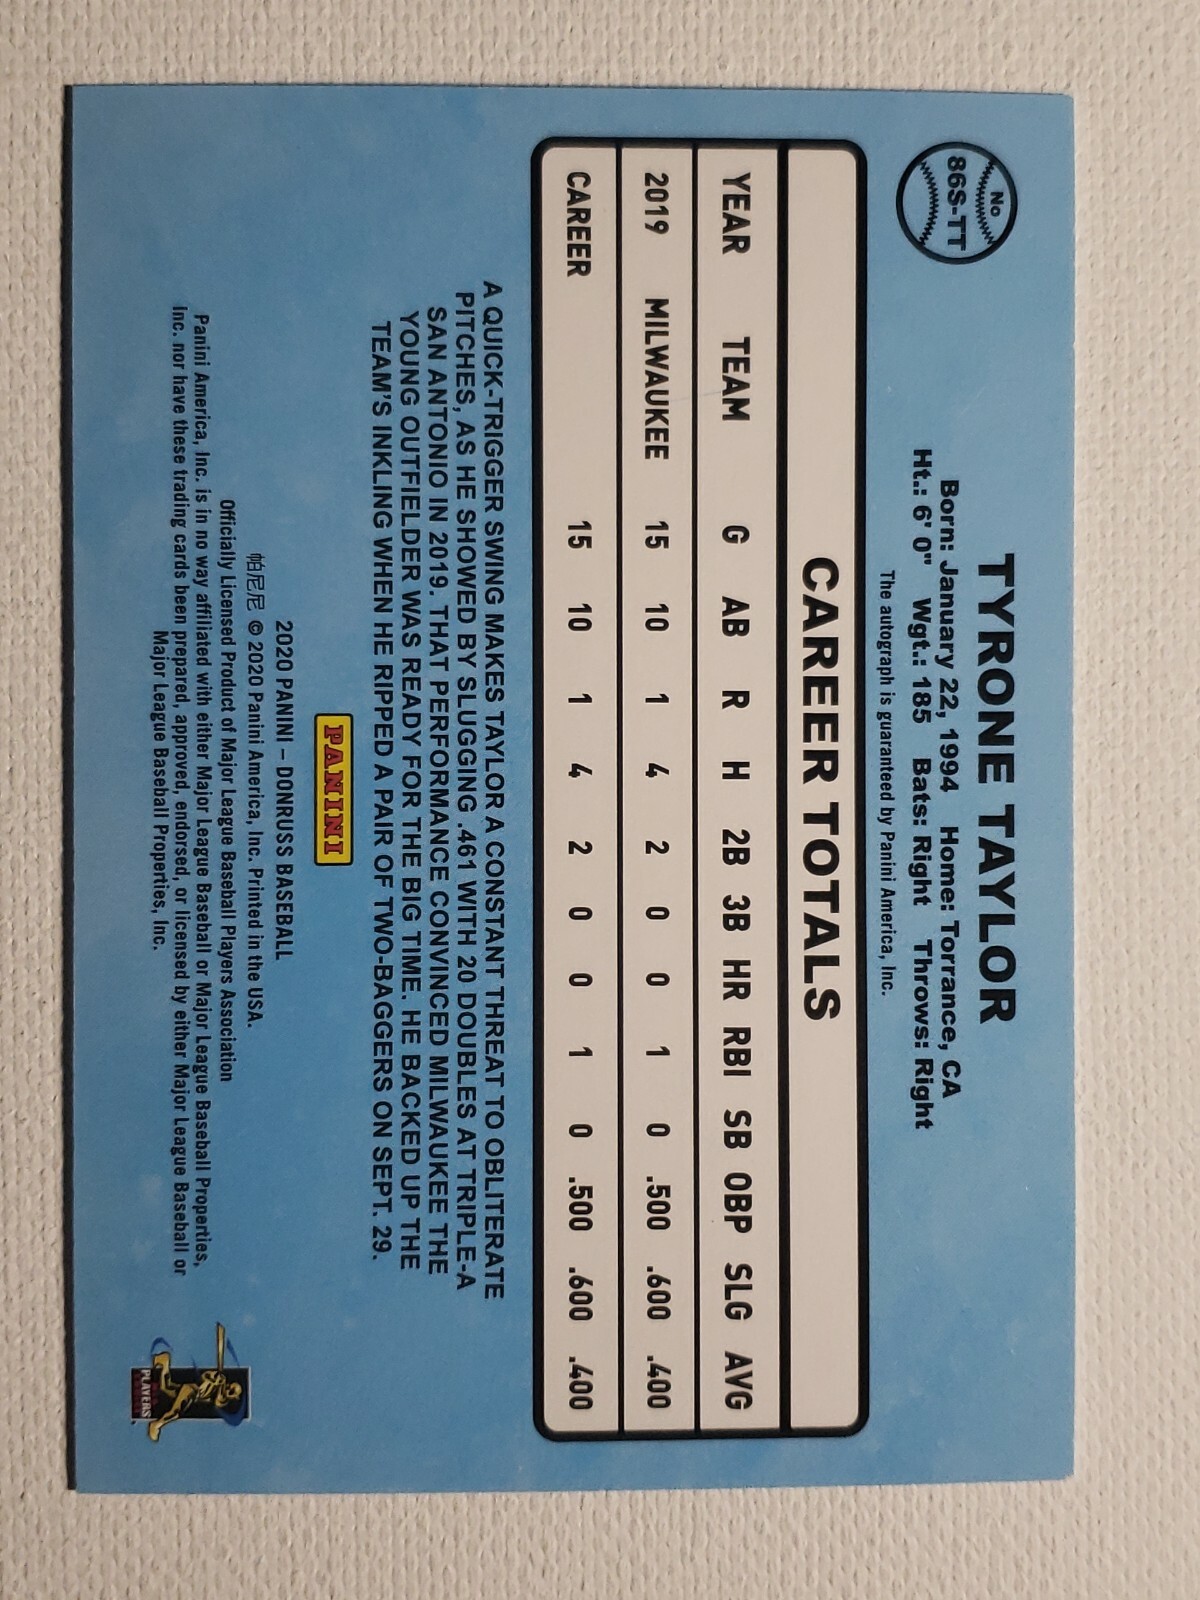 No
86S-TT
TYRONE TAYLOR
Born: January 22, 1994 Home: Torrance, CA
Ht.: 6' 0" Wgt.: 185 Bats: Right Throws: Right
The autograph is guaranteed by Panini America, Inc.
CAREER TOTALS
YEAR TEAM G AB R H 2B 3B HR RBI SB OBP SLG AVG
2019 MILWAUKEE 15 10 1 4 2 0 0 1 0 .500 .600 .400
CAREER 15 10 1 4 2 0 0 1 0 .500 .600 .400
A QUICK-TRIGGER SWING MAKES TAYLOR A CONSTANT THREAT TO OBLITERATE
PITCHES, AS HE SHOWED BY SLUGGING .461 WITH 20 DOUBLES AT TRIPLE-A
SAN ANTONIO IN 2019. THAT PERFORMANCE CONVINCED MILWAUKEE THE
YOUNG OUTFIELDER WAS READY FOR THE BIG TIME. HE BACKED UP THE
TEAM'S INKLING WHEN HE RIPPED A PAIR OF TWO-BAGGERS ON SEPT. 29.
PANINI
2020 PANINI – DONRUSS BASEBALL
帕尼尼 © 2020 Panini America, Inc. Printed in the USA.
Officially Licensed Product of Major League Baseball Players Association
Panini America, Inc. is in no way affiliated with either Major League Baseball or Major League Baseball Properties,
Inc. nor have these trading cards been prepared, approved, endorsed, or licensed by either Major League Baseball or
Major League Baseball Properties, Inc.
PLAYERS